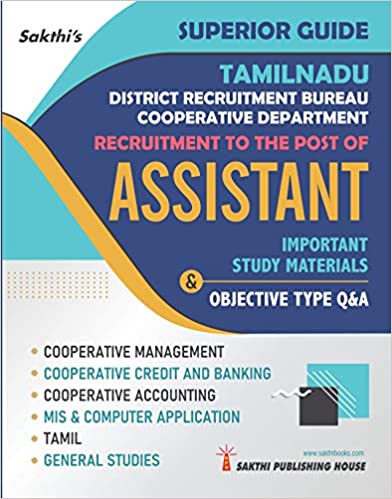 Sakthi's
SUPERIOR GUIDE
TAMILNADU
DISTRICT RECRUITMENT BUREAU
COOPERATIVE DEPARTMENT
RECRUITMENT TO THE POST OF
ASSISTANT
IMPORTANT
STUDY MATERIALS
&
OBJECTIVE TYPE Q&A
• COOPERATIVE MANAGEMENT
• COOPERATIVE CREDIT AND BANKING
• COOPERATIVE ACCOUNTING
• MIS & COMPUTER APPLICATION
• TAMIL
• GENERAL STUDIES
www.sakthibooks.com
SAKTHI PUBLISHING HOUSE